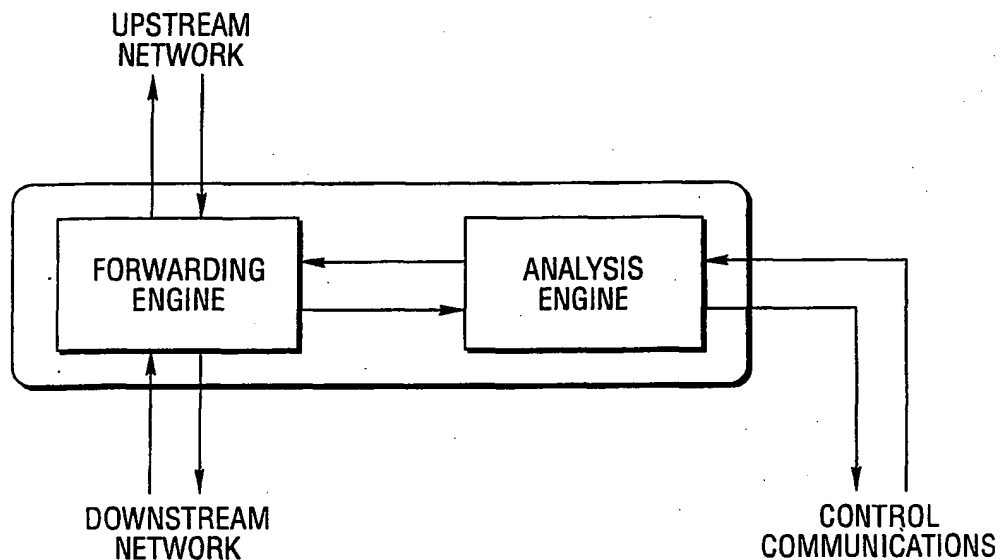 UPSTREAM
NETWORK
FORWARDING
ENGINE
ANALYSIS
ENGINE
DOWNSTREAM
NETWORK
CONTROL
COMMUNICATIONS